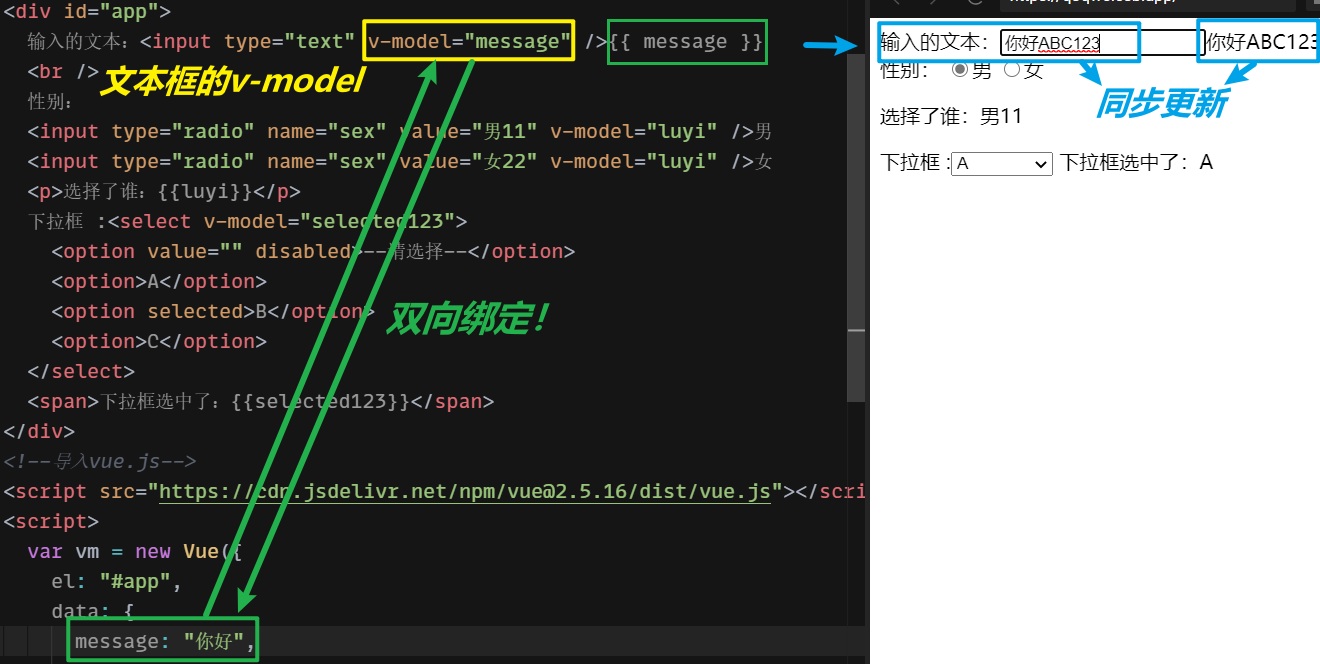 <div id="app">
输入的文本：<input type="text" v-model="message" />{{ message }}
<br />
文本框的v-model
性别：
<input type="radio" name="sex" value="男11" v-model="luyi" />男
<input type="radio" name="sex" value="女22" v-model="luyi" />女
<p>选择了谁：{{luyi}}</p>
下拉框 :<select v-model="selected123">
<option value="" disabled>--请选择--</option>
<option>A</option>
<option selected>B</option>
双向绑定！
<option>C</option>
</select>
<span>下拉框选中了：{{selected123}}</span>
</div>
<!--导入vue.js-->
<script src="https://cdn.jsdelivr.net/npm/vue@2.5.16/dist/vue.js"></scri
<script>
var vm = new Vue({
el: "#app",
data: {
message: "你好",
输入的文本： 你好ABC123 你好ABC123
性别： 男 女
同步更新
选择了谁：男11
下拉框 : A 下拉框选中了：A